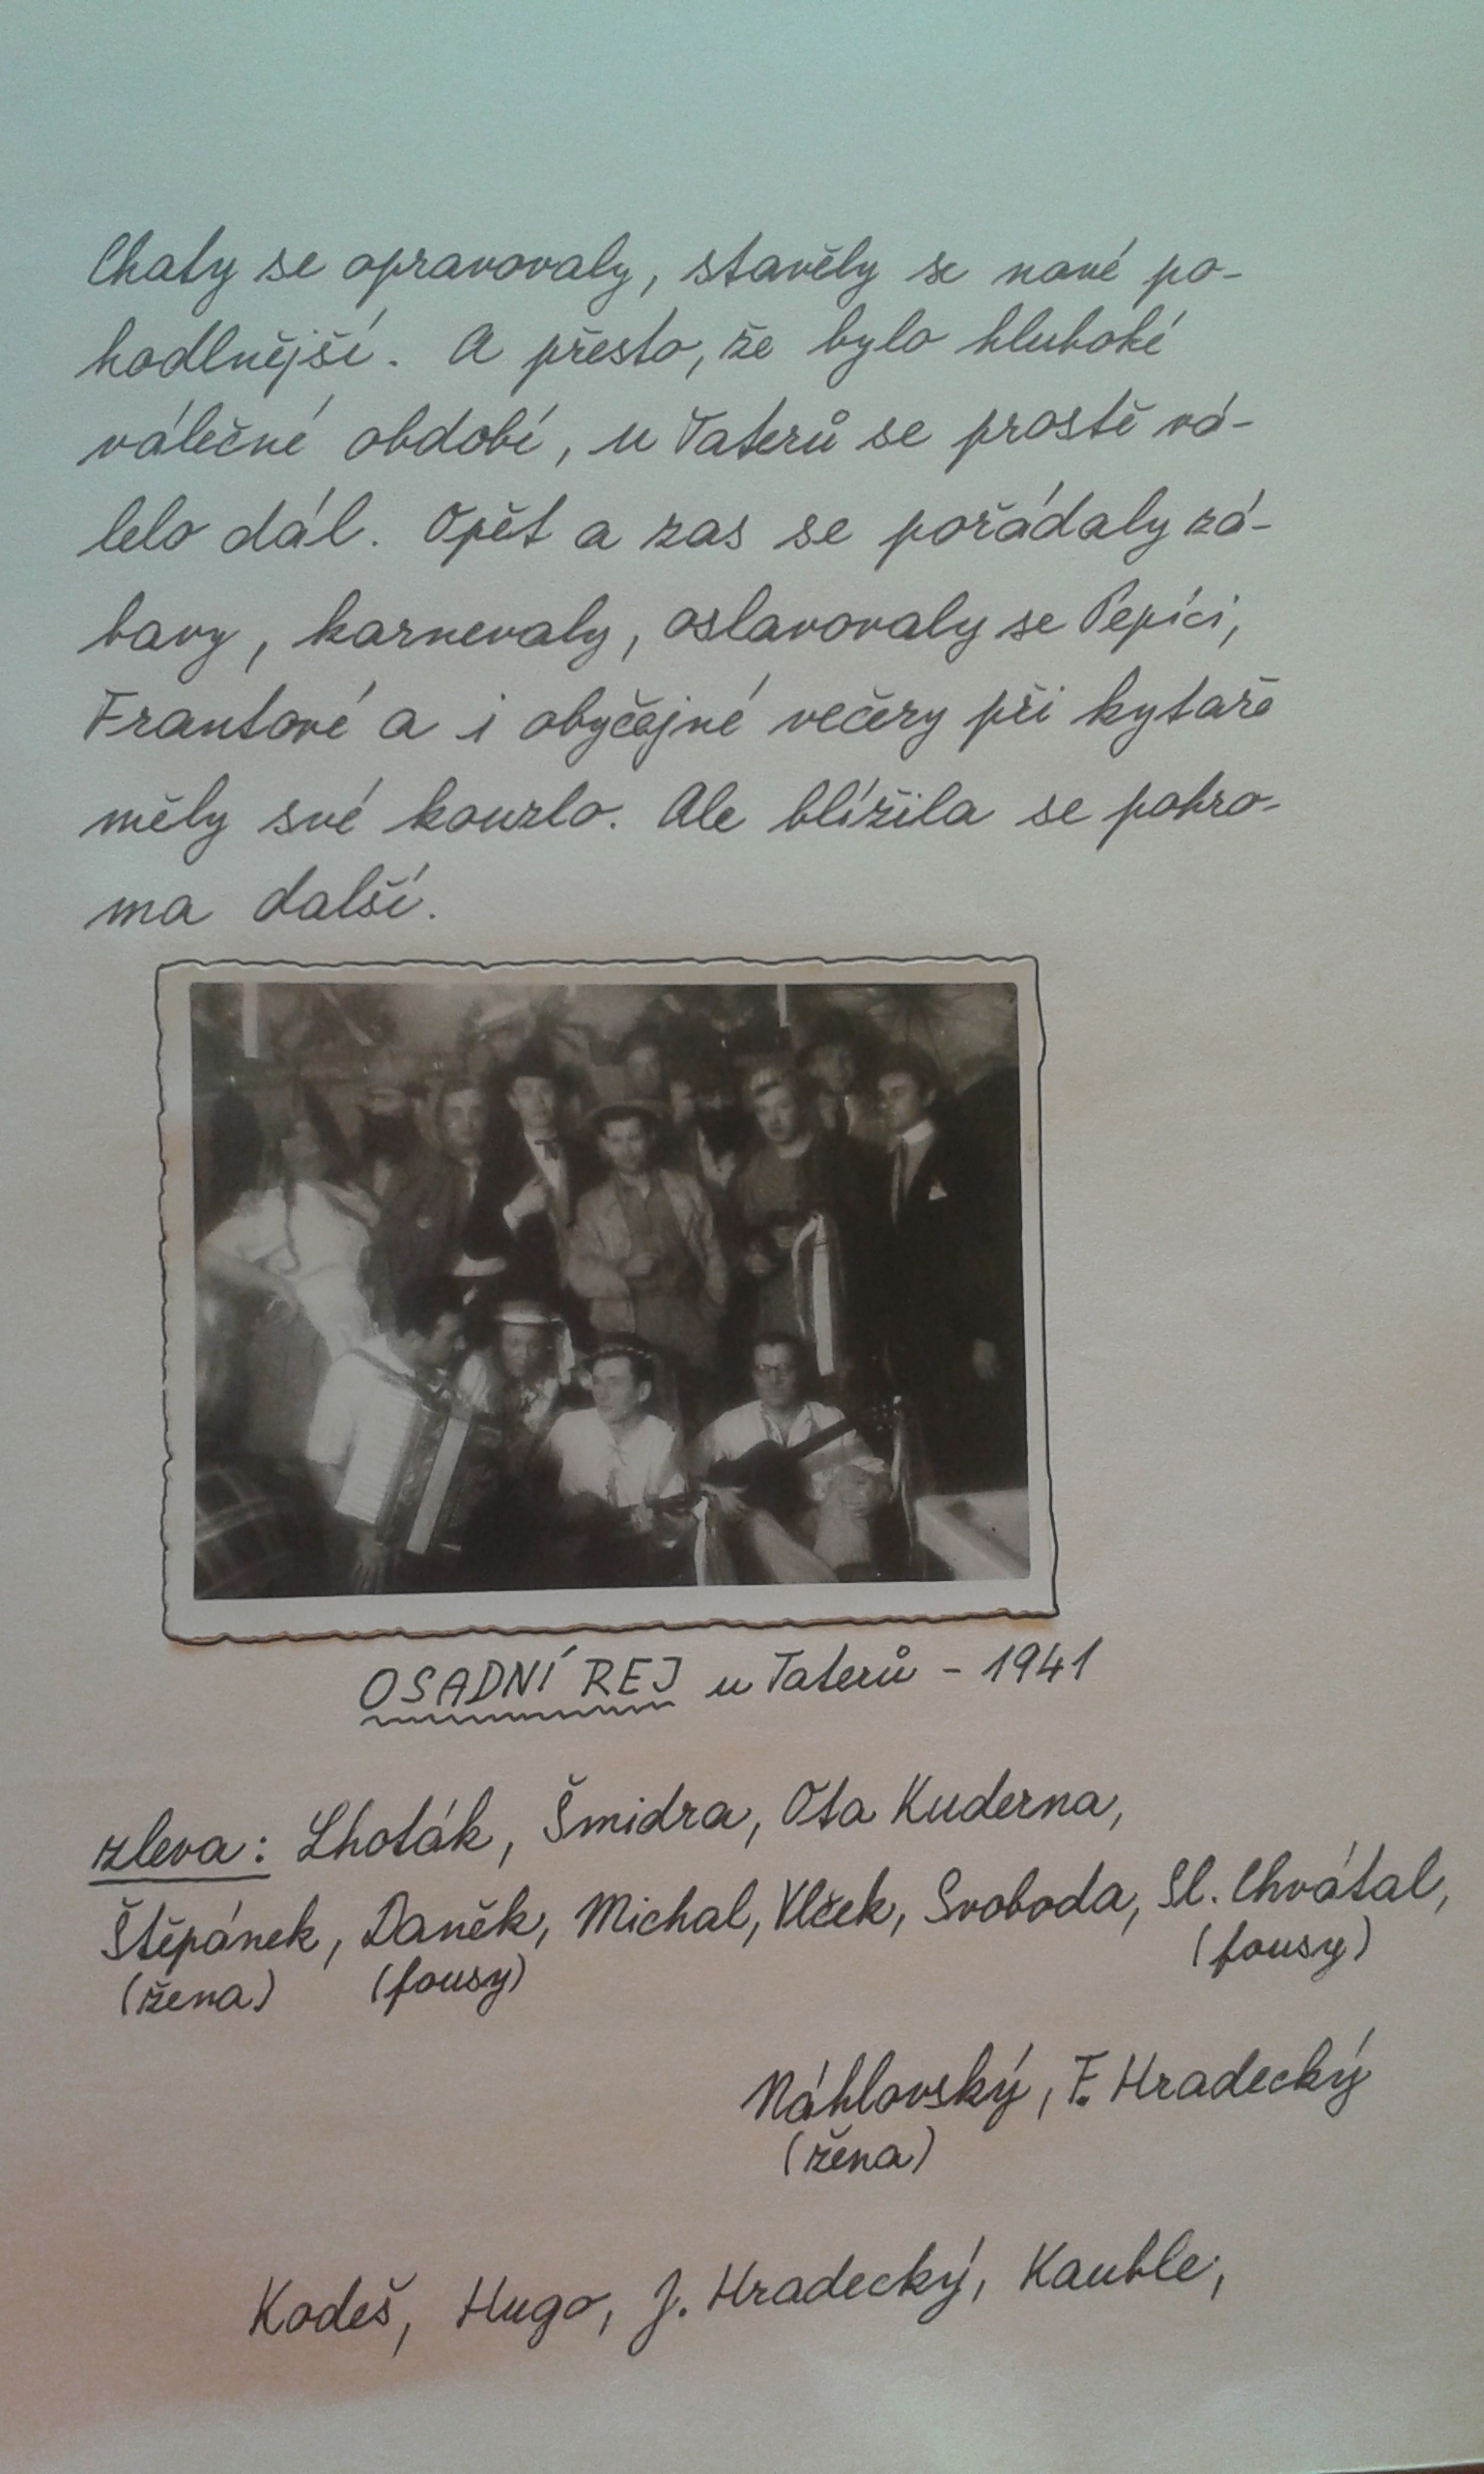 Chaty se opravovaly, stavěly se nové po-
hodlnější. A přesto, že bylo hluboké
válečné období, u Taterů se prostě vá-
lelo dál. Opět a zas se pořádaly zá-
bavy, karnevaly, oslavovaly se Pepíci,
Frantové a i obyčejné večery při kytaře
měly své kouzlo. Ale blížila se pohro-
ma další.
OSADNÍ REJ u Taterů - 1941
zleva: Lhoták, Šmidra, Ota Kuderna,
Štěpánek, Daněk, Michal, Vlček, Svoboda, Sl. Chvátal,
(žena) (fousy) (fousy)
Náhlovský, F. Hradecký
(žena)
Kodeš, Hugo, J. Hradecký, Kauble,